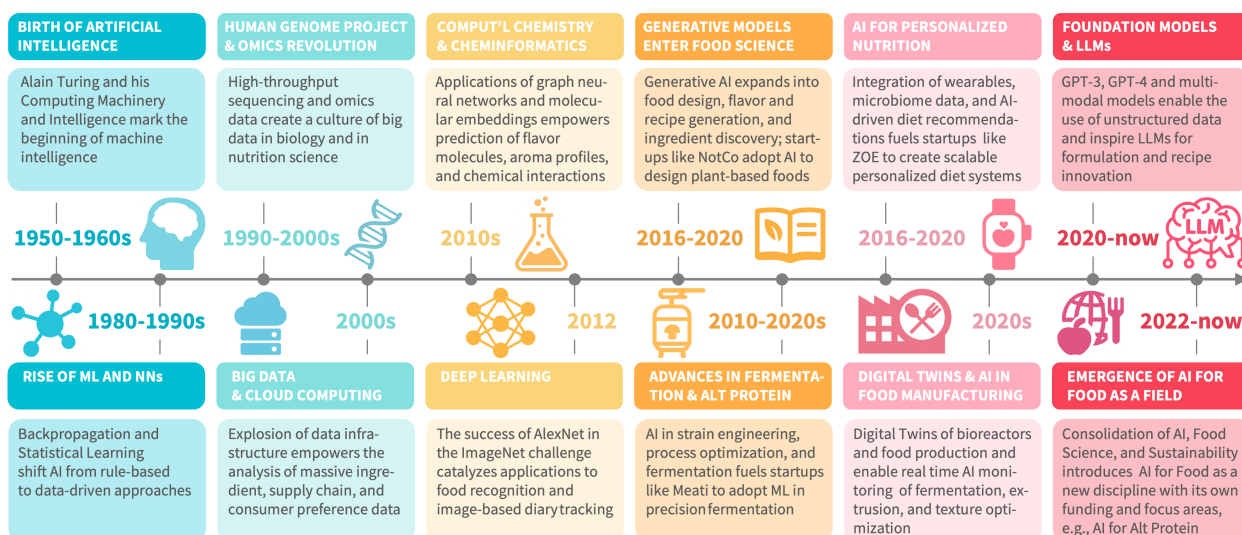 BIRTH OF ARTIFICIAL
INTELLIGENCE
Alain Turing and his
Computing Machinery
and Intelligence mark the
beginning of machine
intelligence
1950-1960s
HUMAN GENOME PROJECT
& OMICS REVOLUTION
High-throughput
sequencing and omics
data create a culture of big
data in biology and in
nutrition science
1990-2000s
COMPUT'L CHEMISTRY
& CHEMINFORMATICS
Applications of graph neu-
ral networks and molecu-
lar embeddings empowers
prediction of flavor
molecules, aroma profiles,
and chemical interactions
2010s
GENERATIVE MODELS
ENTER FOOD SCIENCE
Generative AI expands into
food design, flavor and
recipe generation, and
ingredient discovery; start-
ups like NotCo adopt AI to
design plant-based foods
2016-2020
AI FOR PERSONALIZED
NUTRITION
Integration of wearables,
microbiome data, and AI-
driven diet recommenda-
tions fuels startups like
ZOE to create scalable
personalized diet systems
2016-2020
FOUNDATION MODELS
& LLMs
GPT-3, GPT-4 and multi-
modal models enable the
use of unstructured data
and inspire LLMs for
formulation and recipe
innovation
2020-now
LLM
1980-1990s
RISE OF ML AND NNs
Backpropagation and
Statistical Learning
shift AI from rule-based
to data-driven approaches
2000s
BIG DATA
& CLOUD COMPUTING
Explosion of data infra-
structure empowers the
analysis of massive ingre-
dient, supply chain, and
consumer preference data
2012
DEEP LEARNING
The success of AlexNet in
the ImageNet challenge
catalyzes applications to
food recognition and
image-based diary tracking
2010-2020s
ADVANCES IN FERMENTA-
TION & ALT PROTEIN
AI in strain engineering,
process optimization, and
fermentation fuels startups
like Meati to adopt ML in
precision fermentation
2020s
DIGITAL TWINS & AI IN
FOOD MANUFACTURING
Digital Twins of bioreactors
and food production and
enable real time AI moni-
toring of fermentation, ex-
trusion, and texture opti-
mization
2022-now
EMERGENCE OF AI FOR
FOOD AS A FIELD
Consolidation of AI, Food
Science, and Sustainability
introduces AI for Food as a
new discipline with its own
funding and focus areas,
e.g., AI for Alt Protein